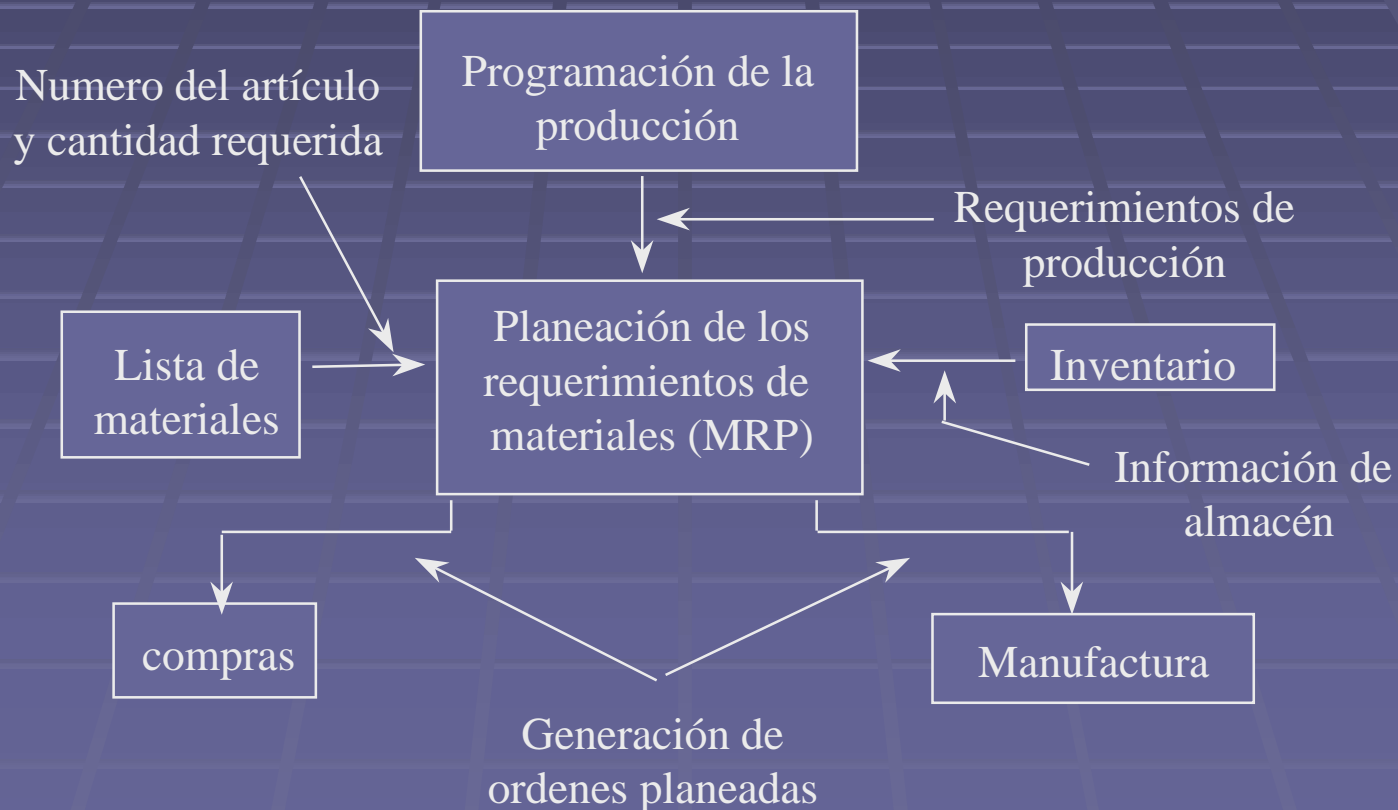 Numero del artículo
y cantidad requerida
Programación de la
producción
Requerimientos de
producción
Lista de
materiales
Planeación de los
requerimientos de
materiales (MRP)
Inventario
Información de
almacén
compras
Manufactura
Generación de
ordenes planeadas